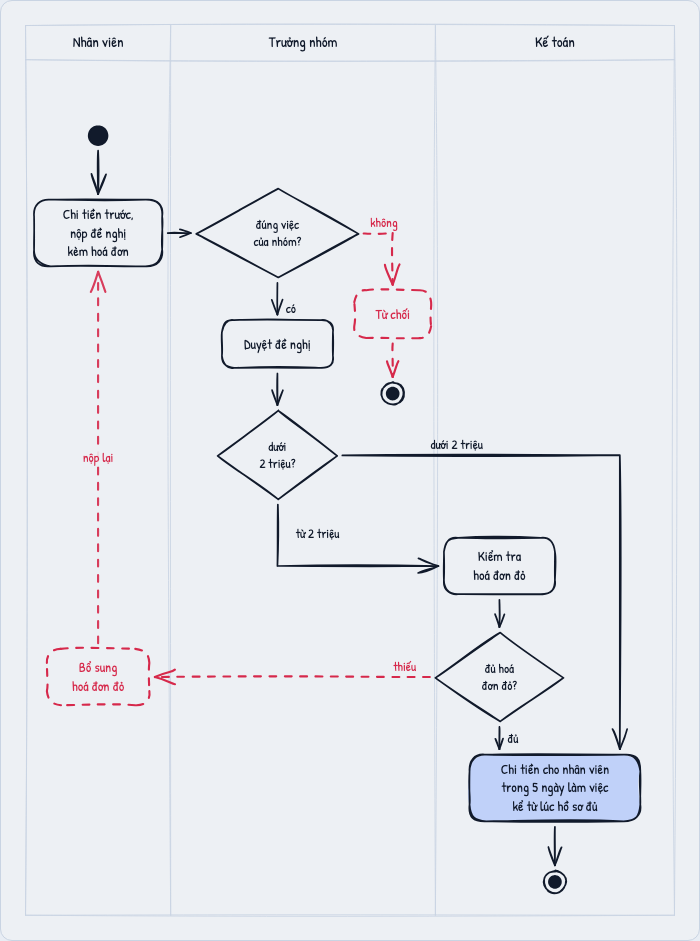 Nhân viên
Trưởng nhóm
Kế toán
Chi tiền trước,
nộp đề nghị
kèm hoá đơn
đúng việc
của nhóm?
không
Từ chối
có
Duyệt đề nghị
dưới
2 triệu?
dưới 2 triệu
nộp lại
từ 2 triệu
Kiểm tra
hoá đơn đỏ
Bổ sung
hoá đơn đỏ
thiếu
đủ hoá
đơn đỏ?
đủ
Chi tiền cho nhân viên
trong 5 ngày làm việc
kể từ lúc hồ sơ đủ